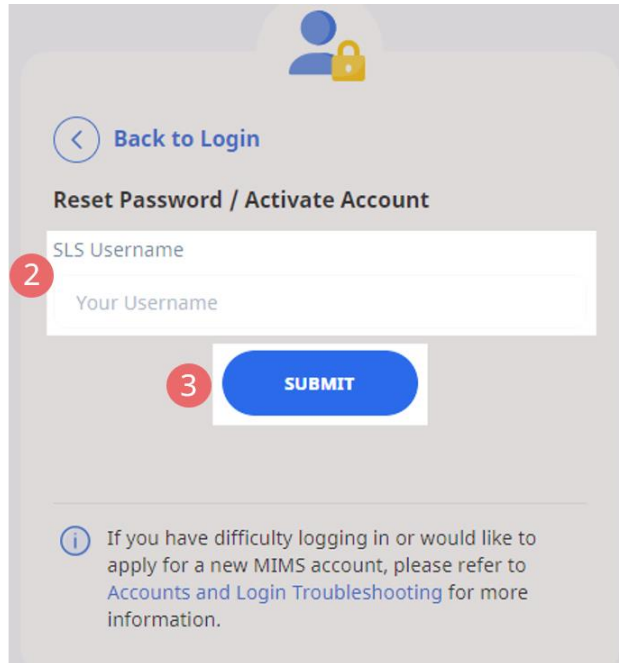 Back to Login
Reset Password / Activate Account
SLS Username
2
Your Username
3
SUBMIT
If you have difficulty logging in or would like to
apply for a new MIMS account, please refer to
Accounts and Login Troubleshooting for more
information.